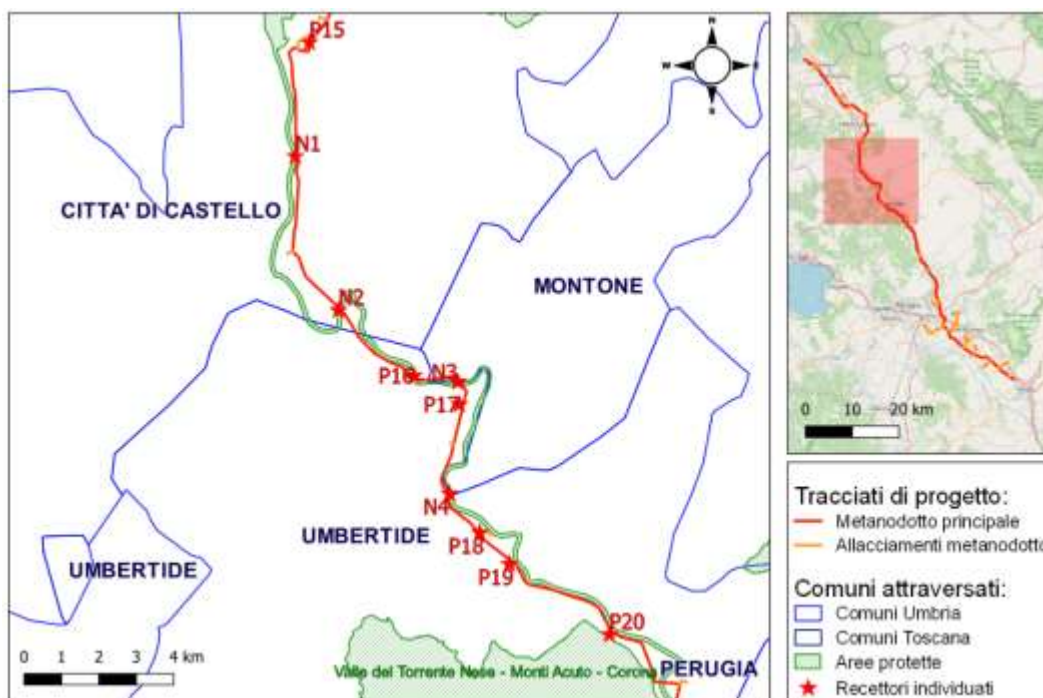 P15
N
W E
S
N1
CITTA' DI CASTELLO
MONTONE
N2
P16 N3
P17
N4
UMBERTIDE
P18
UMBERTIDE
P19
P20
Valle del Torrente Nese - Monti Acuto - Corona
PERUGIA
0 1 2 3 4 km
0 10 20 km
Tracciati di progetto:
Metanodotto principale
Allacciamenti metanodotto
Comuni attraversati:
Comuni Umbria
Comuni Toscana
Aree protette
Recettori individuati